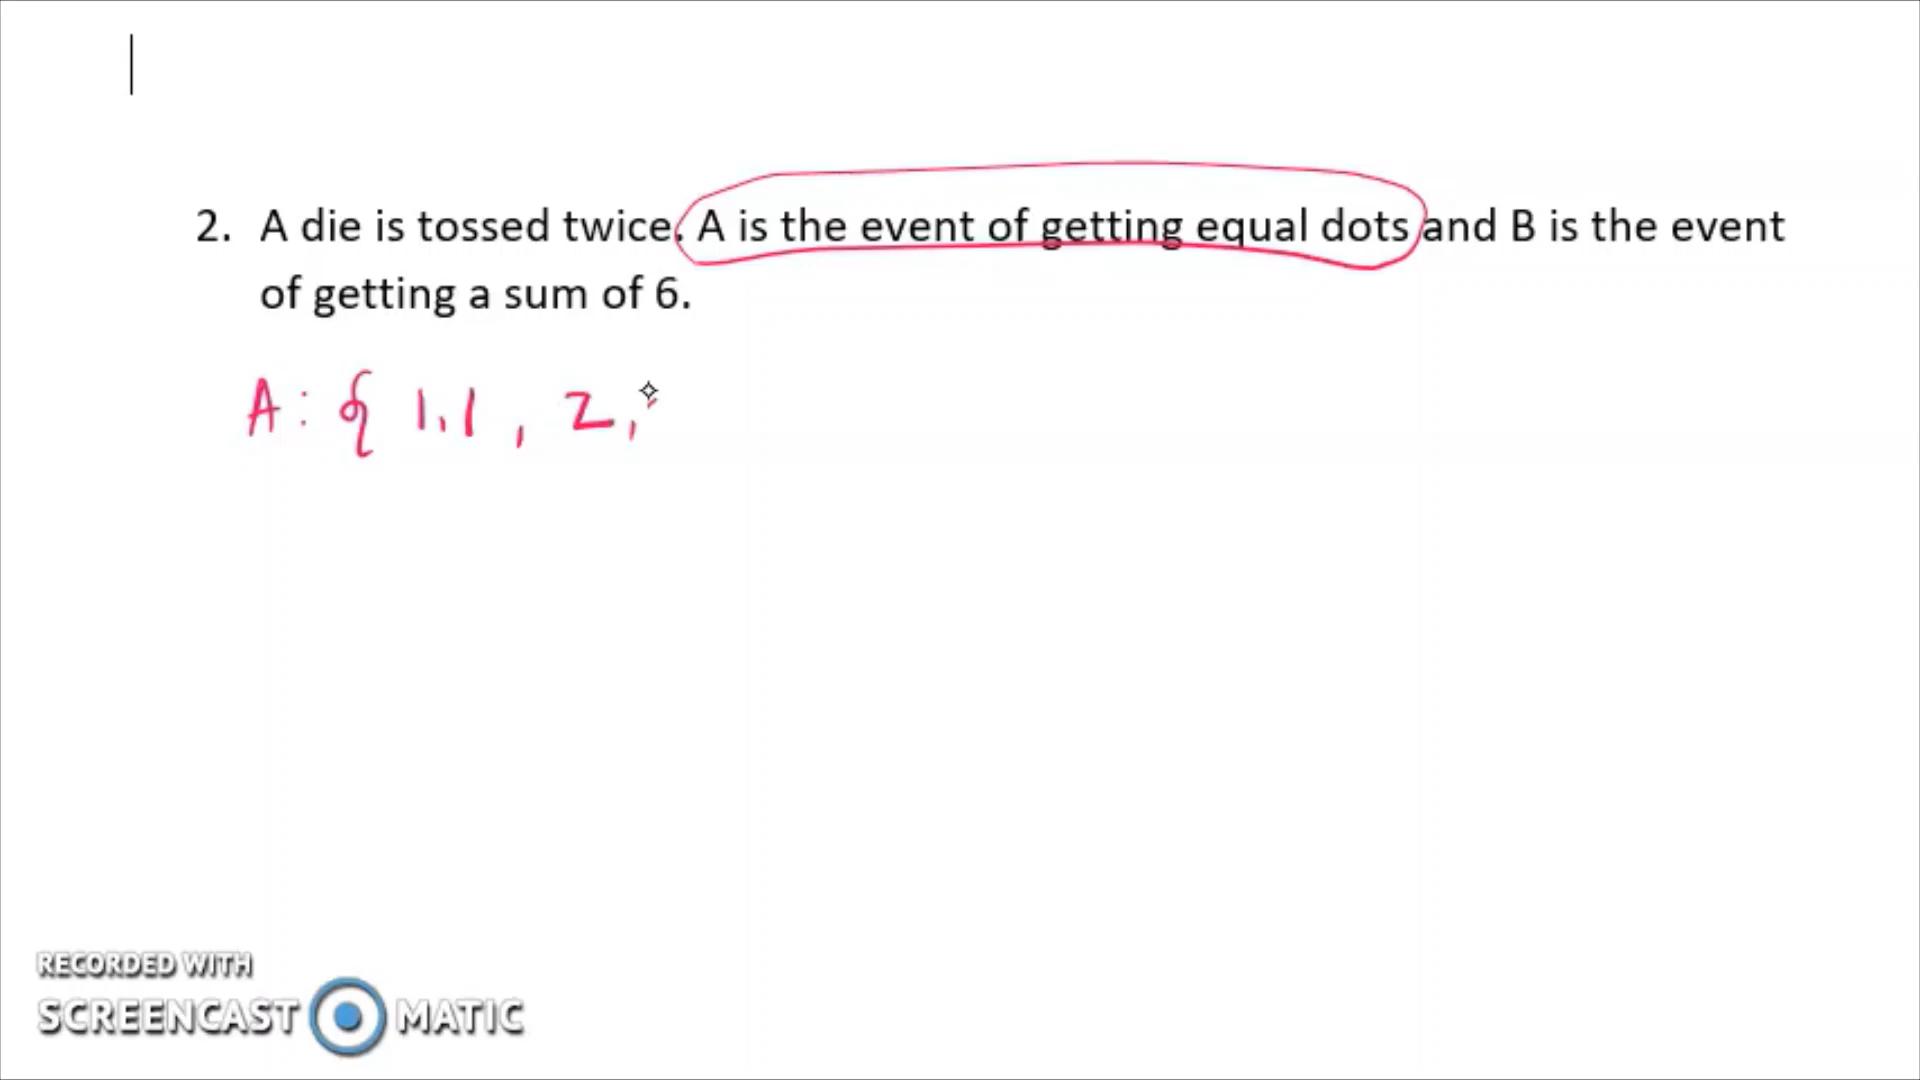 2. A die is tossed twice. A is the event of getting equal dots and B is the event
of getting a sum of 6.
A: { 1,1 , 2,
RECORDED WITH
SCREENCAST MATIC